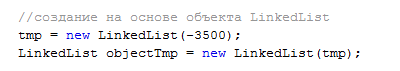 //создание на основе объекта LinkedList
tmp = new LinkedList(-3500);
LinkedList objectTmp = new LinkedList(tmp);